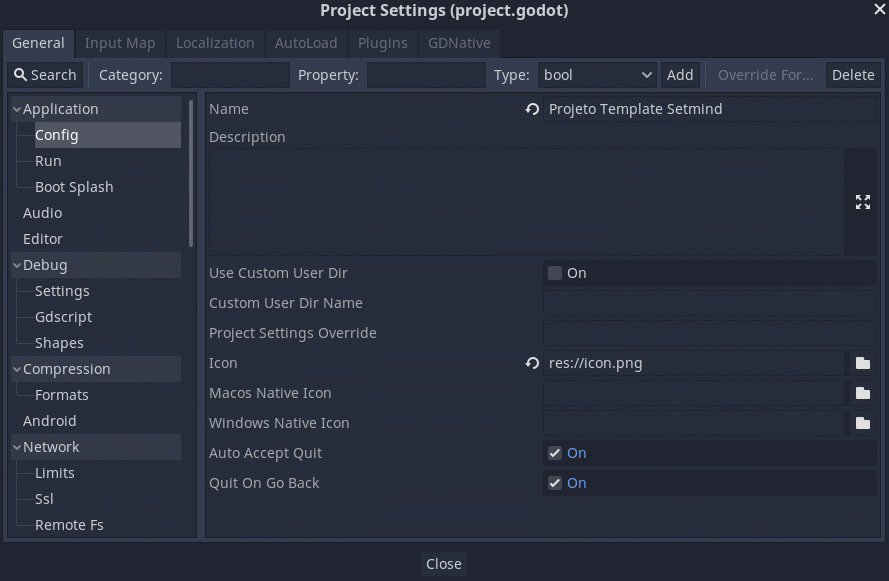 Project Settings (project.godot)
General Input Map Localization AutoLoad Plugins GDNative
Search Category: Property: Type: bool Add Override For... Delete
Application
Config
Run
Boot Splash
Audio
Editor
Debug
Settings
Gdscript
Shapes
Compression
Formats
Android
Network
Limits
Ssl
Remote Fs
Name Projeto Template Setmind
Description
Use Custom User Dir On
Custom User Dir Name
Project Settings Override
Icon res://icon.png
Macos Native Icon
Windows Native Icon
Auto Accept Quit On
Quit On Go Back On
Close